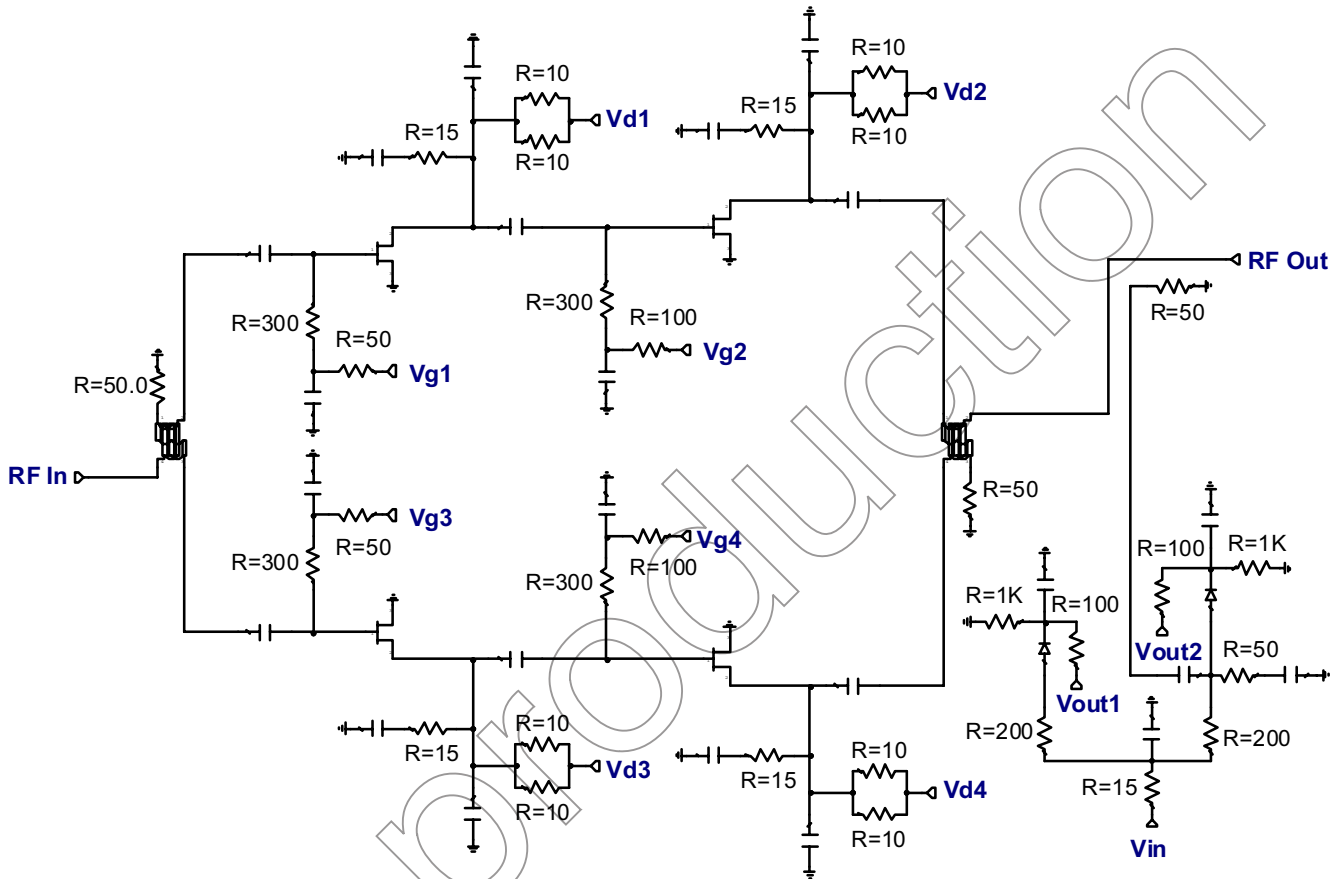 R=10
R=10
R=15
Vd1
R=15
Vd2
R=10
R=10
RF Out
R=50
R=300
R=50
R=300
R=100
Vg1
Vg2
R=50.0
RF In
Vg3
R=50
R=300
Vg4
R=100
R=300
R=50
R=100
R=1K
R=1K
R=100
Vout2
R=50
Vout1
R=200
R=200
R=15
Vin
R=15
R=10
Vd3
R=10
R=15
R=10
Vd4
R=10
production